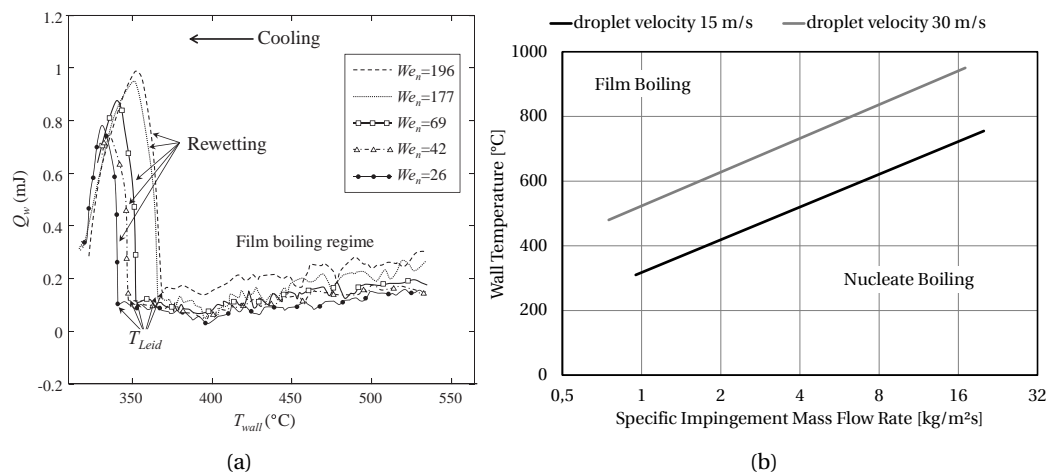 Cooling
We_n=196
We_n=177
We_n=69
We_n=42
We_n=26
Rewetting
Film boiling regime
T_Leid
Q_w (mJ)
1.2
1
0.8
0.6
0.4
0.2
0
-0.2
350
400
450
500
550
T_wall (°C)
(a)
droplet velocity 15 m/s
droplet velocity 30 m/s
Film Boiling
Nucleate Boiling
Wall Temperature [°C]
1000
800
600
400
200
0
0,5
1
2
4
8
16
32
Specific Impingement Mass Flow Rate [kg/m²s]
(b)